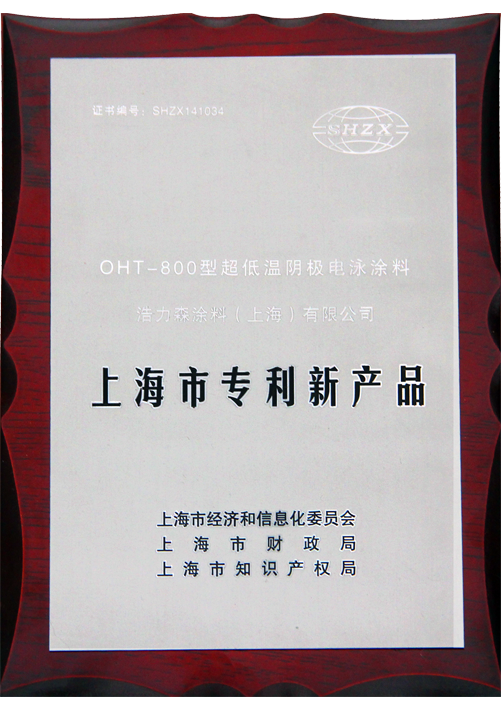 证书编号：SHZX141034
SHZX
OHT-800型超低温阴极电泳涂料
浩力森涂料（上海）有限公司
上海市专利新产品
上海市经济和信息化委员会
上海市财政局
上海市知识产权局